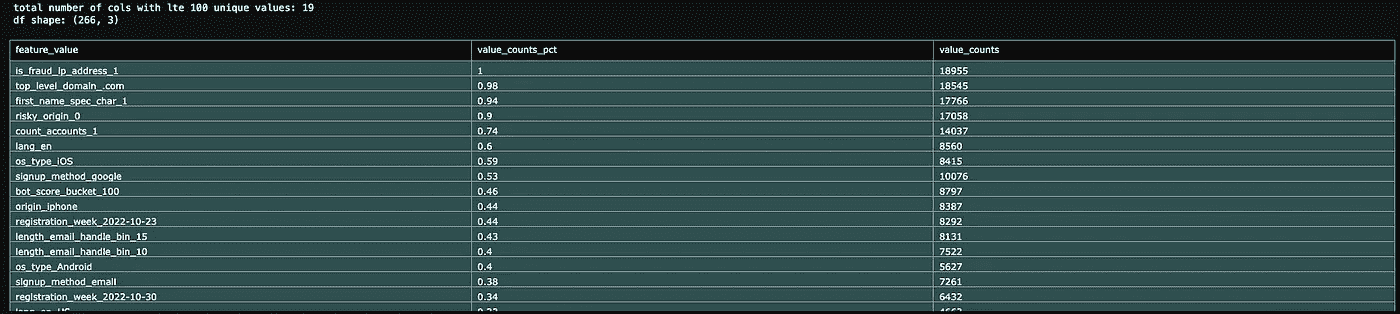 total number of cols with lte 100 unique values: 19
df shape: (266, 3)
feature_value value_counts_pct value_counts
is_fraud_ip_address_1 1 18955
top_level_domain_.com 0.98 18545
first_name_spec_char_1 0.94 17766
risky_origin_0 0.9 17058
count_accounts_1 0.74 14037
lang_en 0.6 8560
os_type_iOS 0.59 8415
signup_method_google 0.53 10076
bot_score_bucket_100 0.46 8797
origin_iphone 0.44 8387
registration_week_2022-10-23 0.44 8292
length_email_handle_bin_15 0.43 8131
length_email_handle_bin_10 0.4 7522
os_type_Android 0.4 5627
signup_method_email 0.38 7261
registration_week_2022-10-30 0.34 6432